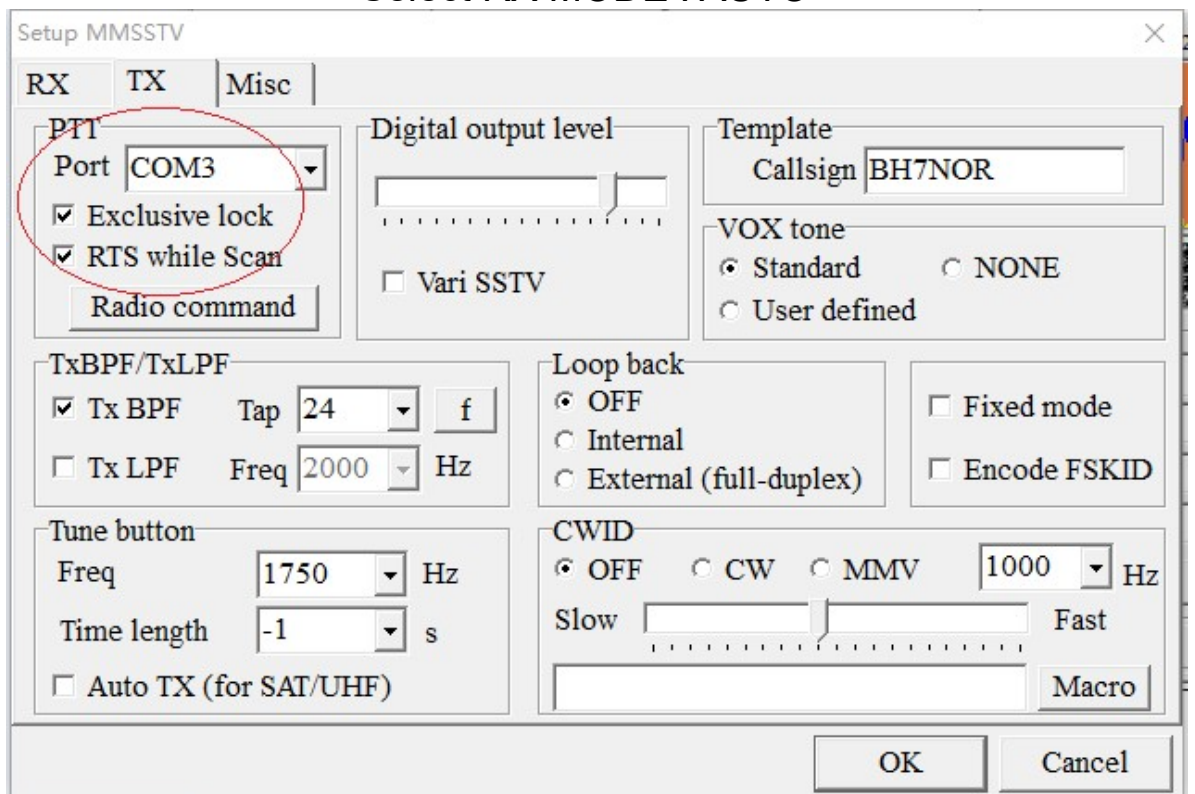 Setup MMSSTV
RX TX Misc
PTT
Port COM3
Exclusive lock
RTS while Scan
Radio command
Digital output level
Vari SSTV
Template
Callsign BH7NOR
VOX tone
Standard NONE
User defined
TxBPF/TxLPF
Tx BPF Tap 24 f
Tx LPF Freq 2000 Hz
Loop back
OFF
Internal
External (full-duplex)
Fixed mode
Encode FSKID
Tune button
Freq 1750 Hz
Time length -1 s
Auto TX (for SAT/UHF)
CWID
OFF CW MMV 1000 Hz
Slow Fast
Macro
OK Cancel